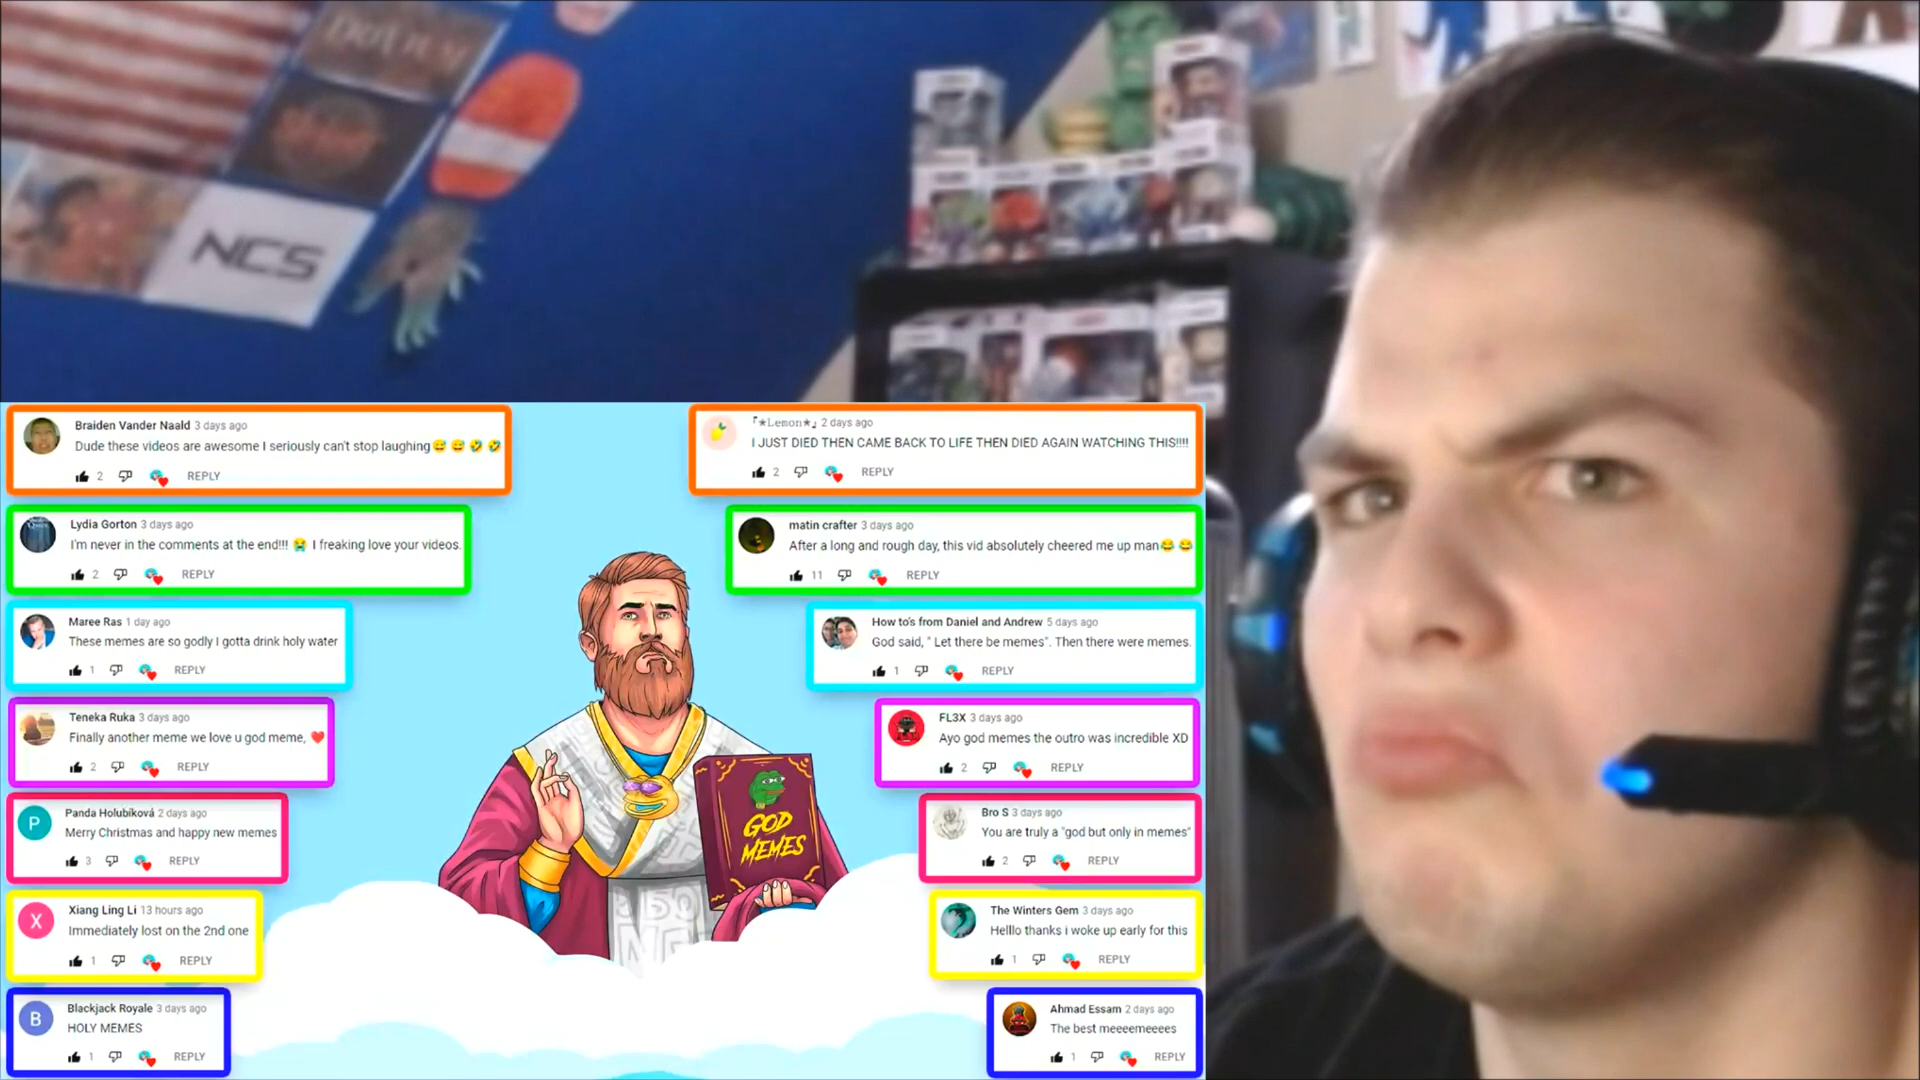 NCS
Braiden Vander Naald 3 days ago
Dude these videos are awesome I seriously can't stop laughing😅 😅 🤣 🤣
2 REPLY
Lydia Gorton 3 days ago
I'm never in the comments at the end!!! 😭 I freaking love your videos.
2 REPLY
Maree Ras 1 day ago
These memes are so godly I gotta drink holy water
1 REPLY
Teneka Ruka 3 days ago
Finally another meme we love u god meme, ❤️
2 REPLY
P
Panda Holubíková 2 days ago
Merry Christmas and happy new memes
3 REPLY
X
Xiang Ling Li 13 hours ago
Immediately lost on the 2nd one
1 REPLY
B
Blackjack Royale 3 days ago
HOLY MEMES
1 REPLY
GOD
MEMES
『★Lemon★』 2 days ago
I JUST DIED THEN CAME BACK TO LIFE THEN DIED AGAIN WATCHING THIS!!!!
2 REPLY
matin crafter 3 days ago
After a long and rough day, this vid absolutely cheered me up man😂 😂
11 REPLY
How to's from Daniel and Andrew 5 days ago
God said, " Let there be memes". Then there were memes.
1 REPLY
FL3X 3 days ago
Ayo god memes the outro was incredible XD
2 REPLY
Bro S 3 days ago
You are truly a "god but only in memes"
2 REPLY
The Winters Gem 3 days ago
Helllo thanks i woke up early for this
1 REPLY
Ahmad Essam 2 days ago
The best meeeemeeees
1 REPLY